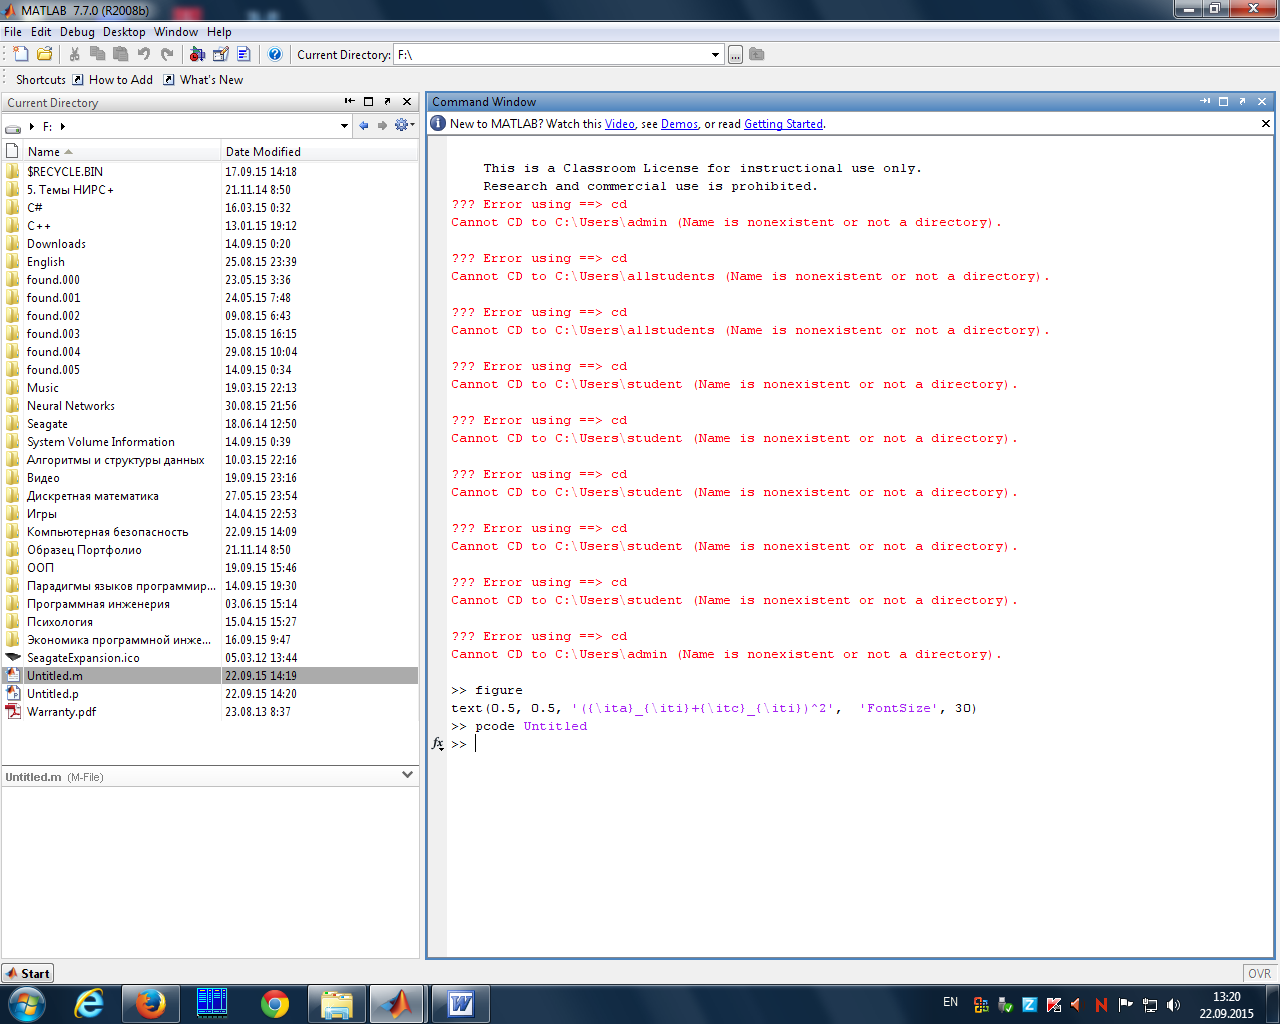 MATLAB 7.7.0 (R2008b)
File Edit Debug Desktop Window Help
Current Directory: F:\ ...
Shortcuts How to Add What's New
Current Directory
F:
Name Date Modified
$RECYCLE.BIN 17.09.15 14:18
5. Темы НИРС+ 21.11.14 8:50
C# 16.03.15 0:32
C++ 13.01.15 19:12
Downloads 14.09.15 0:20
English 25.08.15 23:39
found.000 23.05.15 3:36
found.001 24.05.15 7:48
found.002 09.08.15 6:43
found.003 15.08.15 16:15
found.004 29.08.15 10:04
found.005 14.09.15 0:34
Music 19.03.15 22:13
Neural Networks 30.08.15 21:56
Seagate 18.06.14 12:50
System Volume Information 14.09.15 0:39
Алгоритмы и структуры данных 10.03.15 22:16
Видео 19.09.15 23:16
Дискретная математика 27.05.15 23:54
Игры 14.04.15 22:53
Компьютерная безопасность 22.09.15 14:09
Образец Портфолио 21.11.14 8:50
ООП 19.09.15 15:46
Парадигмы языков программир... 14.09.15 19:30
Программная инженерия 03.06.15 15:14
Психология 15.04.15 15:27
Экономика программной инже... 16.09.15 9:47
SeagateExpansion.ico 05.03.12 13:44
Untitled.m 22.09.15 14:19
Untitled.p 22.09.15 14:20
Warranty.pdf 23.08.13 8:37
Untitled.m (M-File)
Command Window
New to MATLAB? Watch this Video, see Demos, or read Getting Started.
This is a Classroom License for instructional use only.
Research and commercial use is prohibited.
??? Error using ==> cd
Cannot CD to C:\Users\admin (Name is nonexistent or not a directory).
??? Error using ==> cd
Cannot CD to C:\Users\allstudents (Name is nonexistent or not a directory).
??? Error using ==> cd
Cannot CD to C:\Users\allstudents (Name is nonexistent or not a directory).
??? Error using ==> cd
Cannot CD to C:\Users\student (Name is nonexistent or not a directory).
??? Error using ==> cd
Cannot CD to C:\Users\student (Name is nonexistent or not a directory).
??? Error using ==> cd
Cannot CD to C:\Users\student (Name is nonexistent or not a directory).
??? Error using ==> cd
Cannot CD to C:\Users\student (Name is nonexistent or not a directory).
??? Error using ==> cd
Cannot CD to C:\Users\student (Name is nonexistent or not a directory).
??? Error using ==> cd
Cannot CD to C:\Users\admin (Name is nonexistent or not a directory).
>> figure
text(0.5, 0.5, '({\ita}_{\iti}+{\itc}_{\iti})^2', 'FontSize', 30)
>> pcode Untitled
fx >>
Start OVR
EN 13:20
22.09.2015